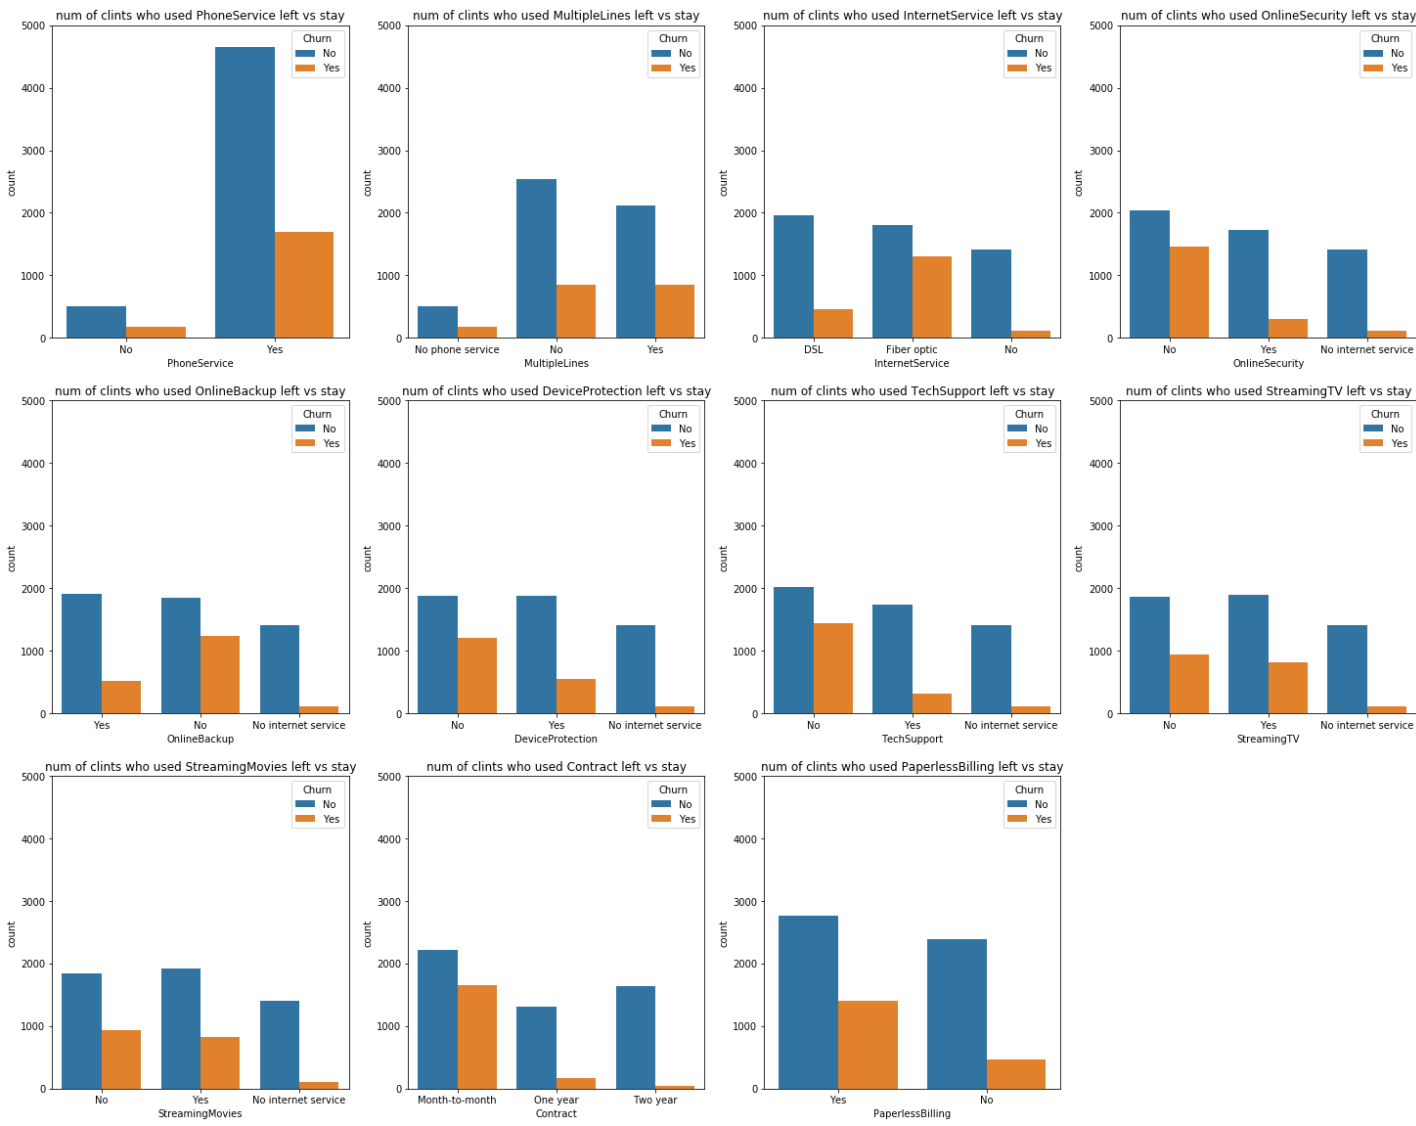 num of clints who used PhoneService left vs stay
5000
4000
3000
2000
1000
0
count
Churn
No
Yes
No Yes
PhoneService
num of clints who used MultipleLines left vs stay
5000
4000
3000
2000
1000
0
count
Churn
No
Yes
No phone service No Yes
MultipleLines
num of clints who used InternetService left vs stay
5000
4000
3000
2000
1000
0
count
Churn
No
Yes
DSL Fiber optic No
InternetService
num of clints who used OnlineSecurity left vs stay
5000
4000
3000
2000
1000
0
count
Churn
No
Yes
No Yes No internet service
OnlineSecurity
num of clints who used OnlineBackup left vs stay
5000
4000
3000
2000
1000
0
count
Churn
No
Yes
Yes No No internet service
OnlineBackup
num of clints who used DeviceProtection left vs stay
5000
4000
3000
2000
1000
0
count
Churn
No
Yes
No Yes No internet service
DeviceProtection
num of clints who used TechSupport left vs stay
5000
4000
3000
2000
1000
0
count
Churn
No
Yes
No Yes No internet service
TechSupport
num of clints who used StreamingTV left vs stay
5000
4000
3000
2000
1000
0
count
Churn
No
Yes
No Yes No internet service
StreamingTV
num of clints who used StreamingMovies left vs stay
5000
4000
3000
2000
1000
0
count
Churn
No
Yes
No Yes No internet service
StreamingMovies
num of clints who used Contract left vs stay
5000
4000
3000
2000
1000
0
count
Churn
No
Yes
Month-to-month One year Two year
Contract
num of clints who used PaperlessBilling left vs stay
5000
4000
3000
2000
1000
0
count
Churn
No
Yes
Yes No
PaperlessBilling